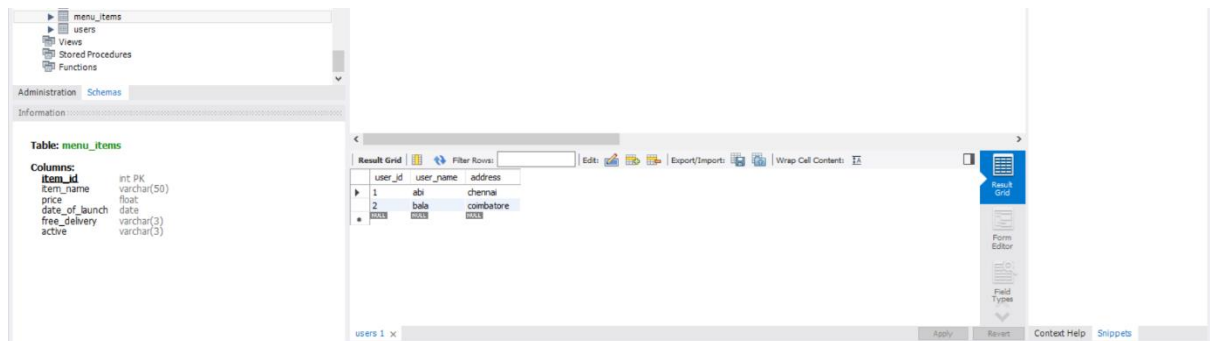 menu_items
users
Views
Stored Procedures
Functions
Administration Schemas
Information
Table: menu_items
Columns:
item_id int PK
item_name varchar(50)
price float
date_of_launch date
free_delivery varchar(3)
active varchar(3)
Result Grid Filter Rows: Edit: Export/Import: Wrap Cell Content:
user_id user_name address
1 abi chennai
2 bala coimbatore
NULL NULL NULL
Result
Grid
Form
Editor
Field
Types
users 1 Apply Revert Context Help Snippets